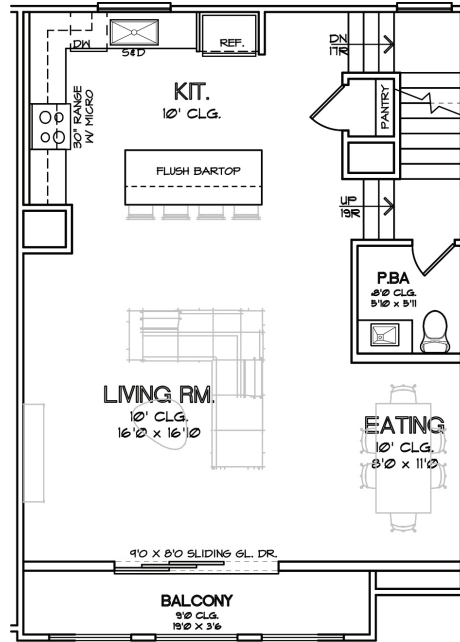 DW
S&D
REF.
DN
17R
KIT.
10' CLG.
30" RANGE
W/ MICRO
PANTRY
FLUSH BARTOP
UP
19R
P.BA
8'0 CLG.
5'10 x 5'11
LIVING RM.
10' CLG.
16'0 x 16'10
EATING
10' CLG.
8'0 x 11'0
9'0 X 8'0 SLIDING GL. DR.
BALCONY
9'0 CLG.
19'0 x 3'6